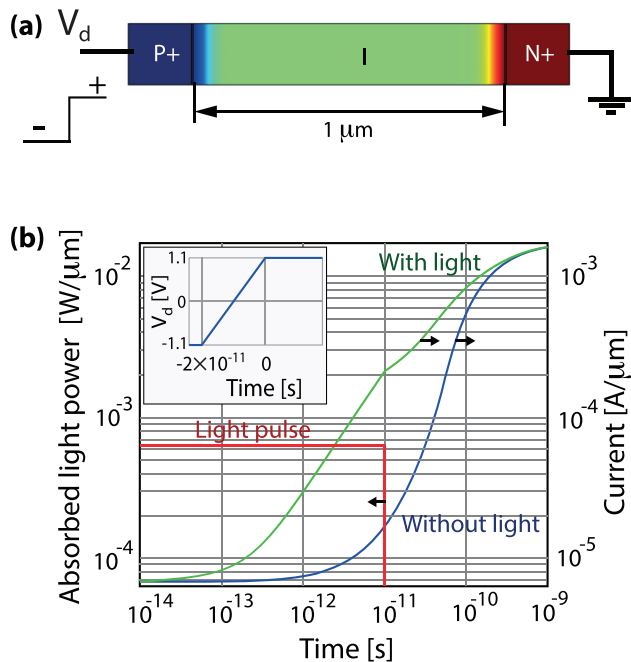 (a)
V_d
P+
I
N+
+
-
1 μm
(b)
Absorbed light power [W/μm]
10^-2
10^-3
10^-4
V_d [V]
1.1
0
-1.1
-2×10^-11
0
Time [s]
With light
Light pulse
Without light
10^-3
10^-4
10^-5
Current [A/μm]
10^-14
10^-13
10^-12
10^-11
10^-10
10^-9
Time [s]